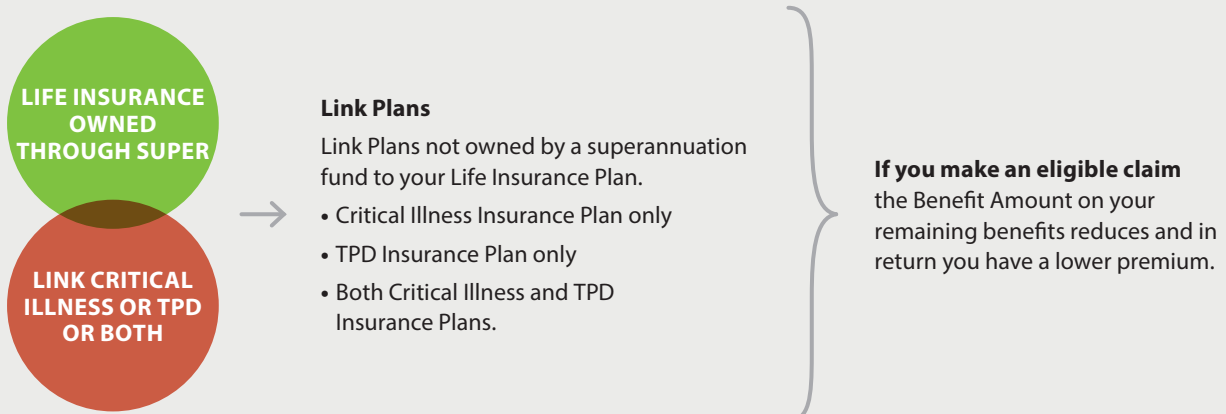 LIFE INSURANCE
OWNED
THROUGH SUPER
LINK CRITICAL
ILLNESS OR TPD
OR BOTH
Link Plans
Link Plans not owned by a superannuation
fund to your Life Insurance Plan.
• Critical Illness Insurance Plan only
• TPD Insurance Plan only
• Both Critical Illness and TPD
Insurance Plans.
If you make an eligible claim
the Benefit Amount on your
remaining benefits reduces and in
return you have a lower premium.